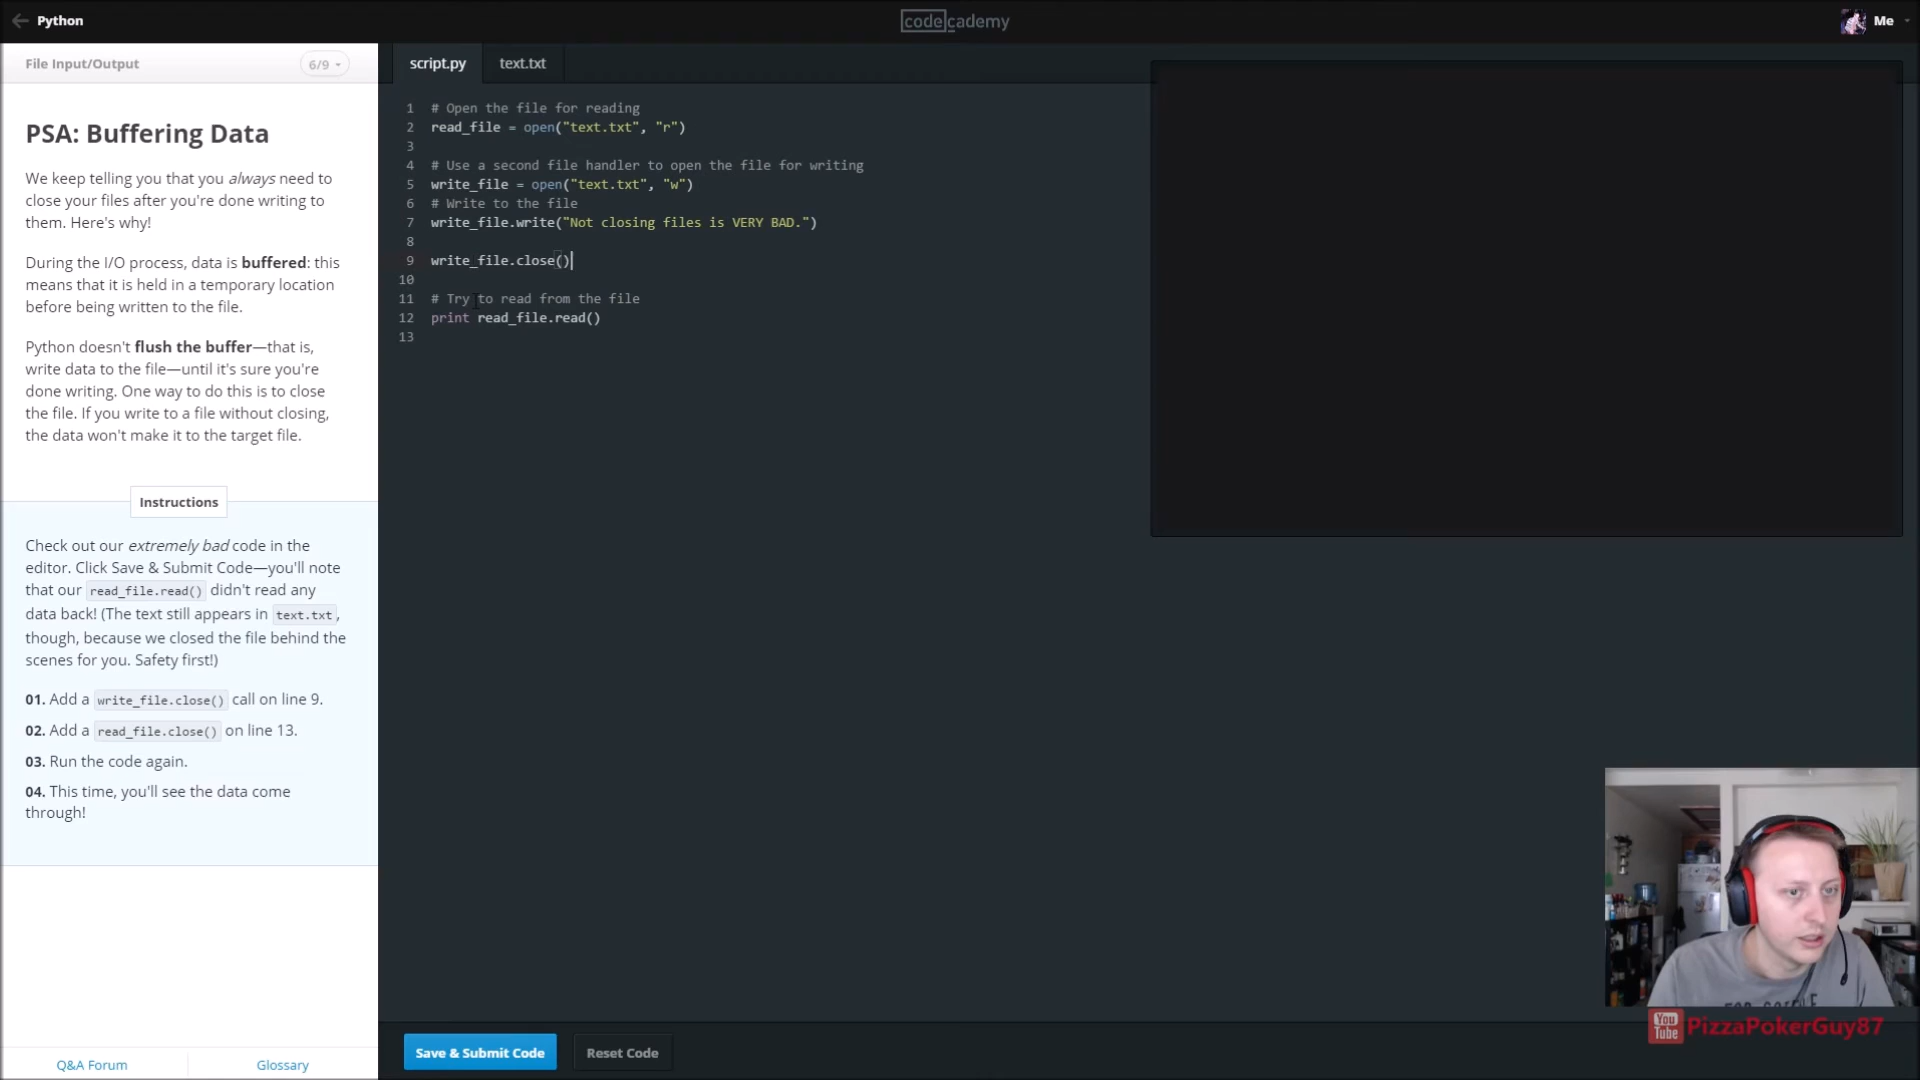 Python
codecademy
Me
File Input/Output
6/9
script.py
text.txt
PSA: Buffering Data
We keep telling you that you always need to
close your files after you're done writing to
them. Here's why!
During the I/O process, data is buffered: this
means that it is held in a temporary location
before being written to the file.
Python doesn't flush the buffer—that is,
write data to the file—until it's sure you're
done writing. One way to do this is to close
the file. If you write to a file without closing,
the data won't make it to the target file.
Instructions
Check out our extremely bad code in the
editor. Click Save & Submit Code—you'll note
that our read_file.read() didn't read any
data back! (The text still appears in text.txt,
though, because we closed the file behind the
scenes for you. Safety first!)
01. Add a write_file.close() call on line 9.
02. Add a read_file.close() on line 13.
03. Run the code again.
04. This time, you'll see the data come
through!
Q&A Forum
Glossary
1 # Open the file for reading
2 read_file = open("text.txt", "r")
3
4 # Use a second file handler to open the file for writing
5 write_file = open("text.txt", "w")
6 # Write to the file
7 write_file.write("Not closing files is VERY BAD.")
8
9 write_file.close()
10
11 # Try to read from the file
12 print read_file.read()
13
Save & Submit Code
Reset Code
You Tube PizzaPokerGuy87